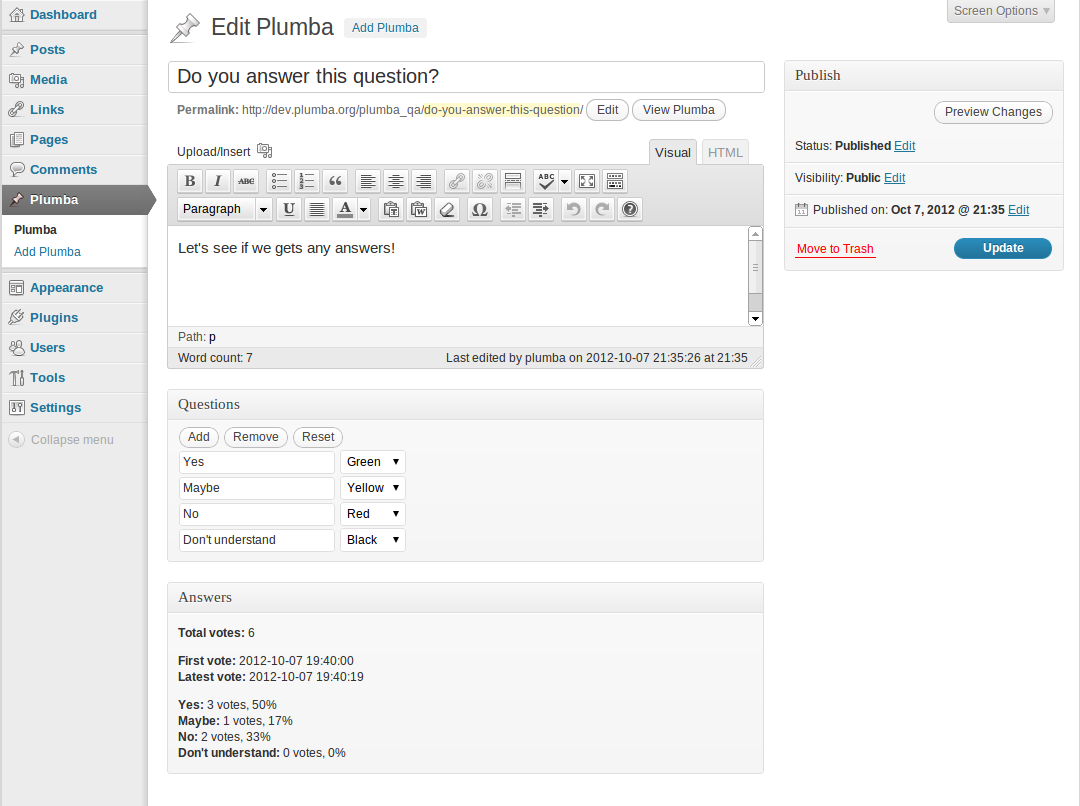 Dashboard
Posts
Media
Links
Pages
Comments
Plumba
Plumba
Add Plumba
Appearance
Plugins
Users
Tools
Settings
Collapse menu
Screen Options
Edit Plumba Add Plumba
Do you answer this question?
Permalink: http://dev.plumba.org/plumba_qa/do-you-answer-this-question/ Edit View Plumba
Upload/Insert Visual HTML
B I ABC ABC
Paragraph U A Ω
Let's see if we gets any answers!
Path: p
Word count: 7 Last edited by plumba on 2012-10-07 21:35:26 at 21:35
Questions
Add Remove Reset
Yes Green
Maybe Yellow
No Red
Don't understand Black
Answers
Total votes: 6
First vote: 2012-10-07 19:40:00
Latest vote: 2012-10-07 19:40:19
Yes: 3 votes, 50%
Maybe: 1 votes, 17%
No: 2 votes, 33%
Don't understand: 0 votes, 0%
Publish
Preview Changes
Status: Published Edit
Visibility: Public Edit
Published on: Oct 7, 2012 @ 21:35 Edit
Move to Trash Update